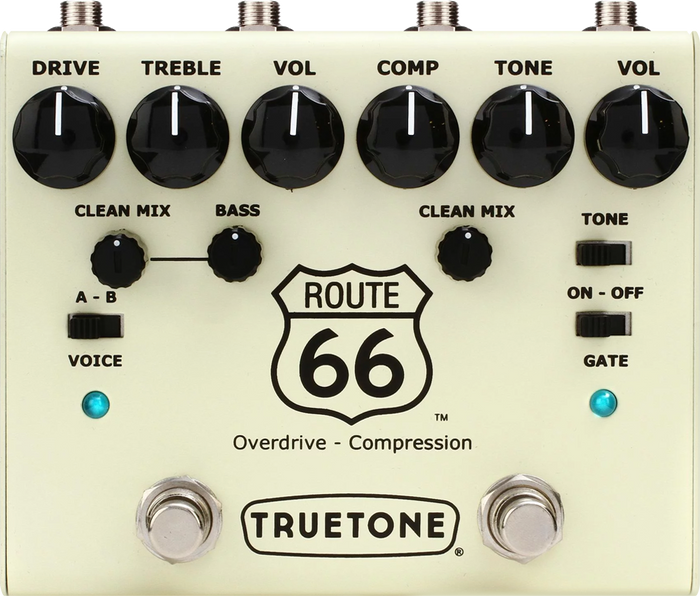 DRIVE TREBLE VOL COMP TONE VOL
CLEAN MIX BASS CLEAN MIX TONE
A - B ON - OFF
VOICE GATE
ROUTE
66
TM
Overdrive - Compression
TRUETONE
®